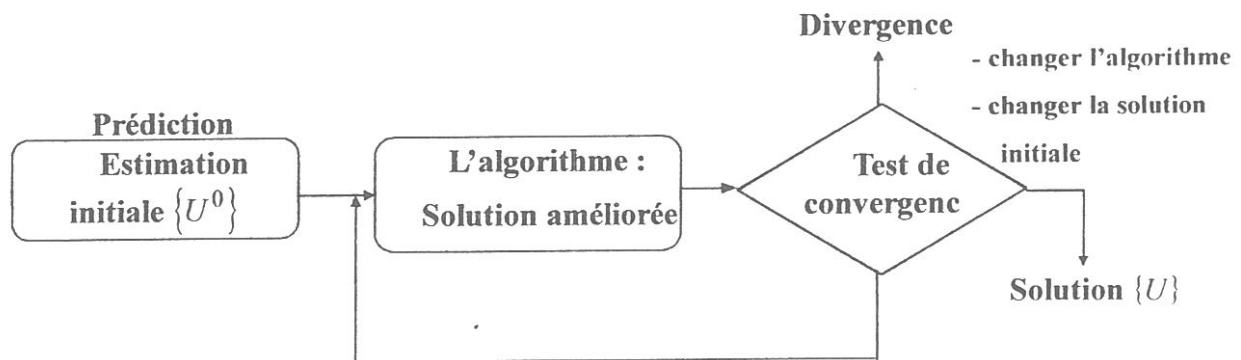 Prédiction
Estimation
initiale {U⁰}
L'algorithme :
Solution améliorée
Test de
convergenc
Divergence
- changer l'algorithme
- changer la solution
initiale
Solution {U}